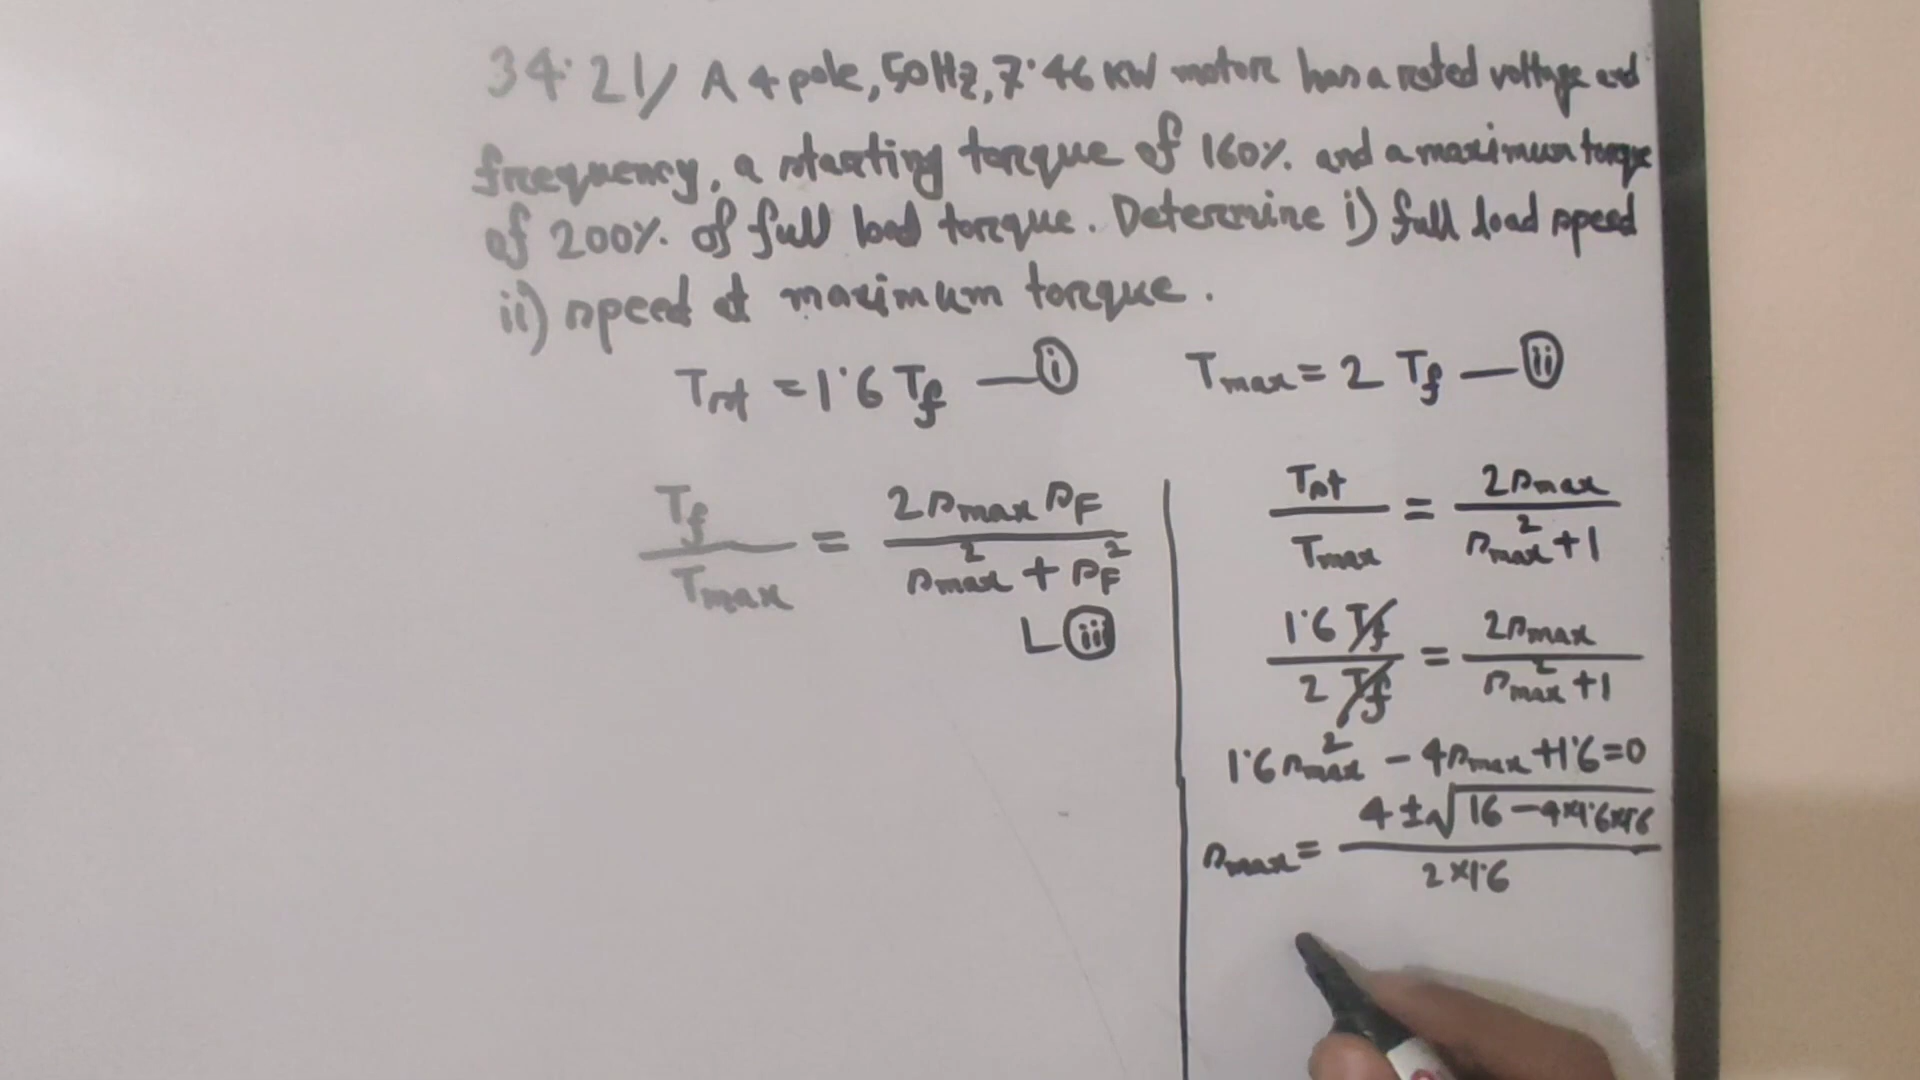 34.21/ A 4 pole, 50Hz, 7.46 KW motor has a rated voltage and
frequency, a starting torque of 160%. and a maximum torque
of 200%. of full load torque. Determine i) full load speed
ii) speed at maximum torque.
Tst = 1.6 Tf — (i)
Tmax = 2 Tf — (ii)
Tf / Tmax = 2 smax sF / smax² + sF²
(iii)
Tst / Tmax = 2smax / smax² + 1
1.6 Tf / 2 Tf = 2smax / smax² + 1
1.6 smax² - 4smax + 1.6 = 0
smax = 4 ± √16 - 4×1.6×1.6 / 2×1.6